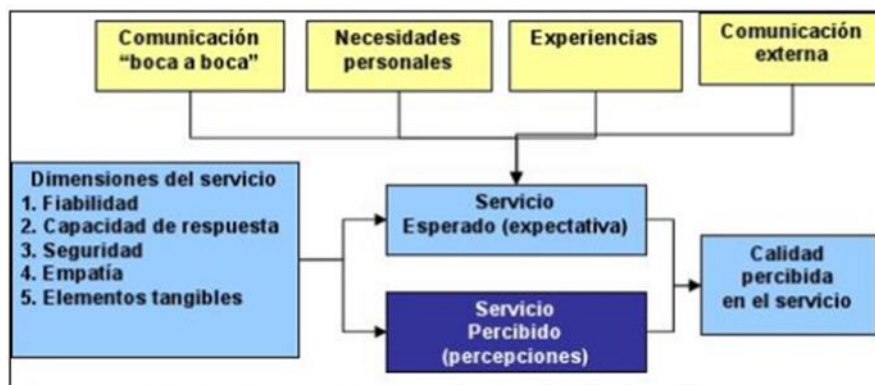 Comunicación
“boca a boca”
Necesidades
personales
Experiencias
Comunicación
externa
Dimensiones del servicio
1. Fiabilidad
2. Capacidad de respuesta
3. Seguridad
4. Empatía
5. Elementos tangibles
Servicio
Esperado (expectativa)
Servicio
Percibido
(percepciones)
Calidad
percibida
en el servicio